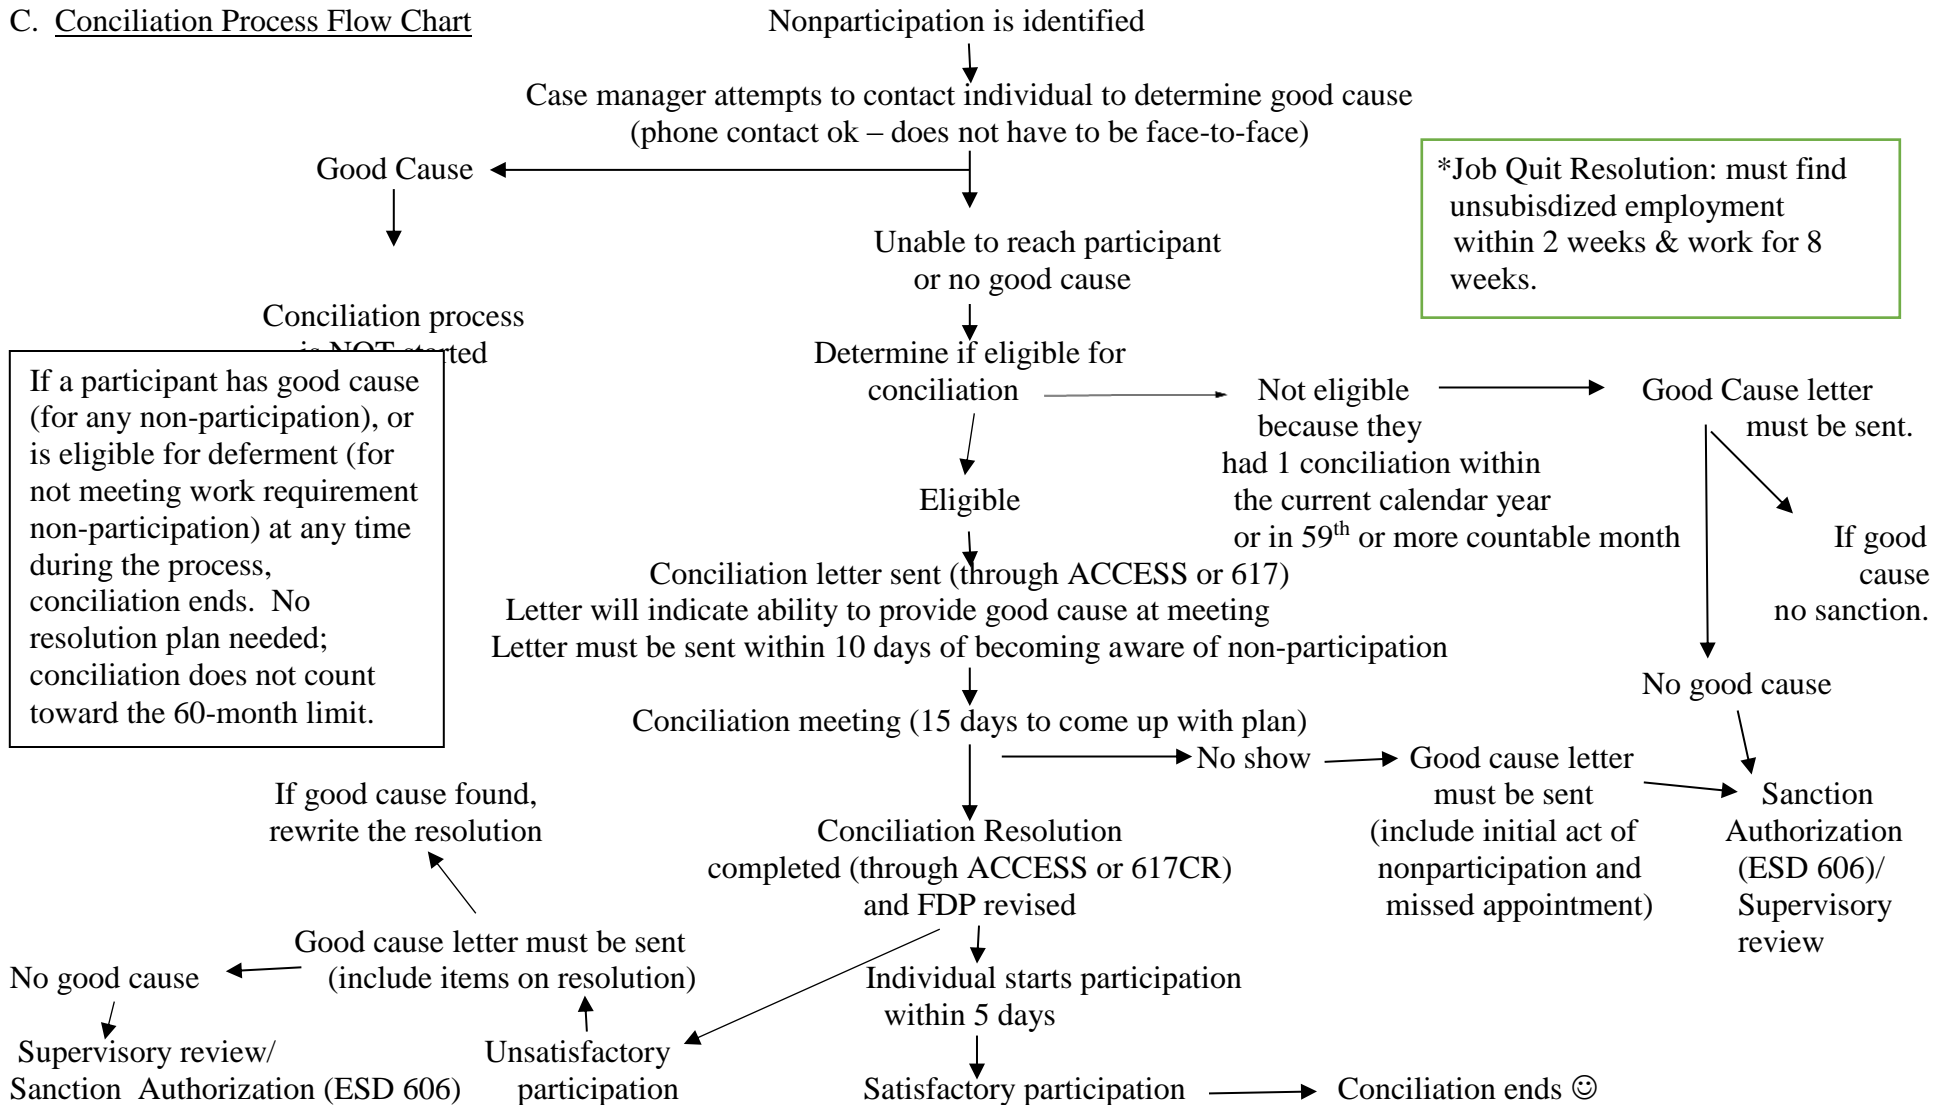 C. Conciliation Process Flow Chart
Nonparticipation is identified
Case manager attempts to contact individual to determine good cause
(phone contact ok – does not have to be face-to-face)
Good Cause
*Job Quit Resolution: must find
unsubisdized employment
within 2 weeks & work for 8
weeks.
Unable to reach participant
or no good cause
Conciliation process
is NOT started
If a participant has good cause
(for any non-participation), or
is eligible for deferment (for
not meeting work requirement
non-participation) at any time
during the process,
conciliation ends. No
resolution plan needed;
conciliation does not count
toward the 60-month limit.
Determine if eligible for
conciliation
Not eligible
because they
had 1 conciliation within
the current calendar year
or in 59th or more countable month
Good Cause letter
must be sent.
If good
cause
no sanction.
Eligible
Conciliation letter sent (through ACCESS or 617)
Letter will indicate ability to provide good cause at meeting
Letter must be sent within 10 days of becoming aware of non-participation
No good cause
Conciliation meeting (15 days to come up with plan)
No show
Good cause letter
must be sent
(include initial act of
nonparticipation and
missed appointment)
Sanction
Authorization
(ESD 606)/
Supervisory
review
If good cause found,
rewrite the resolution
Conciliation Resolution
completed (through ACCESS or 617CR)
and FDP revised
Good cause letter must be sent
(include items on resolution)
No good cause
Individual starts participation
within 5 days
Supervisory review/
Sanction Authorization (ESD 606)
Unsatisfactory
participation
Satisfactory participation
Conciliation ends ☺